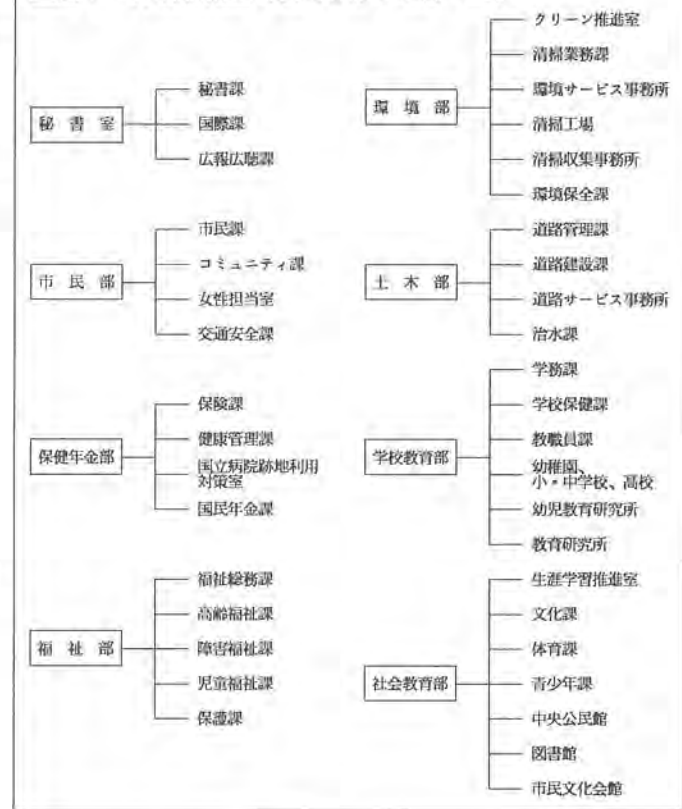 秘書室
秘書課
国際課
広報広聴課
市民部
市民課
コミュニティ課
女性担当室
交通安全課
保健年金部
保険課
健康管理課
国立病院跡地利用
対策室
国民年金課
福祉部
福祉総務課
高齢福祉課
障害福祉課
児童福祉課
保護課
環境部
クリーン推進室
清掃業務課
環境サービス事務所
清掃工場
清掃収集事務所
環境保全課
土木部
道路管理課
道路建設課
道路サービス事務所
治水課
学校教育部
学務課
学校保健課
教職員課
幼稚園、
小・中学校、高校
幼児教育研究所
教育研究所
社会教育部
生涯学習推進室
文化課
体育課
青少年課
中央公民館
図書館
市民文化会館